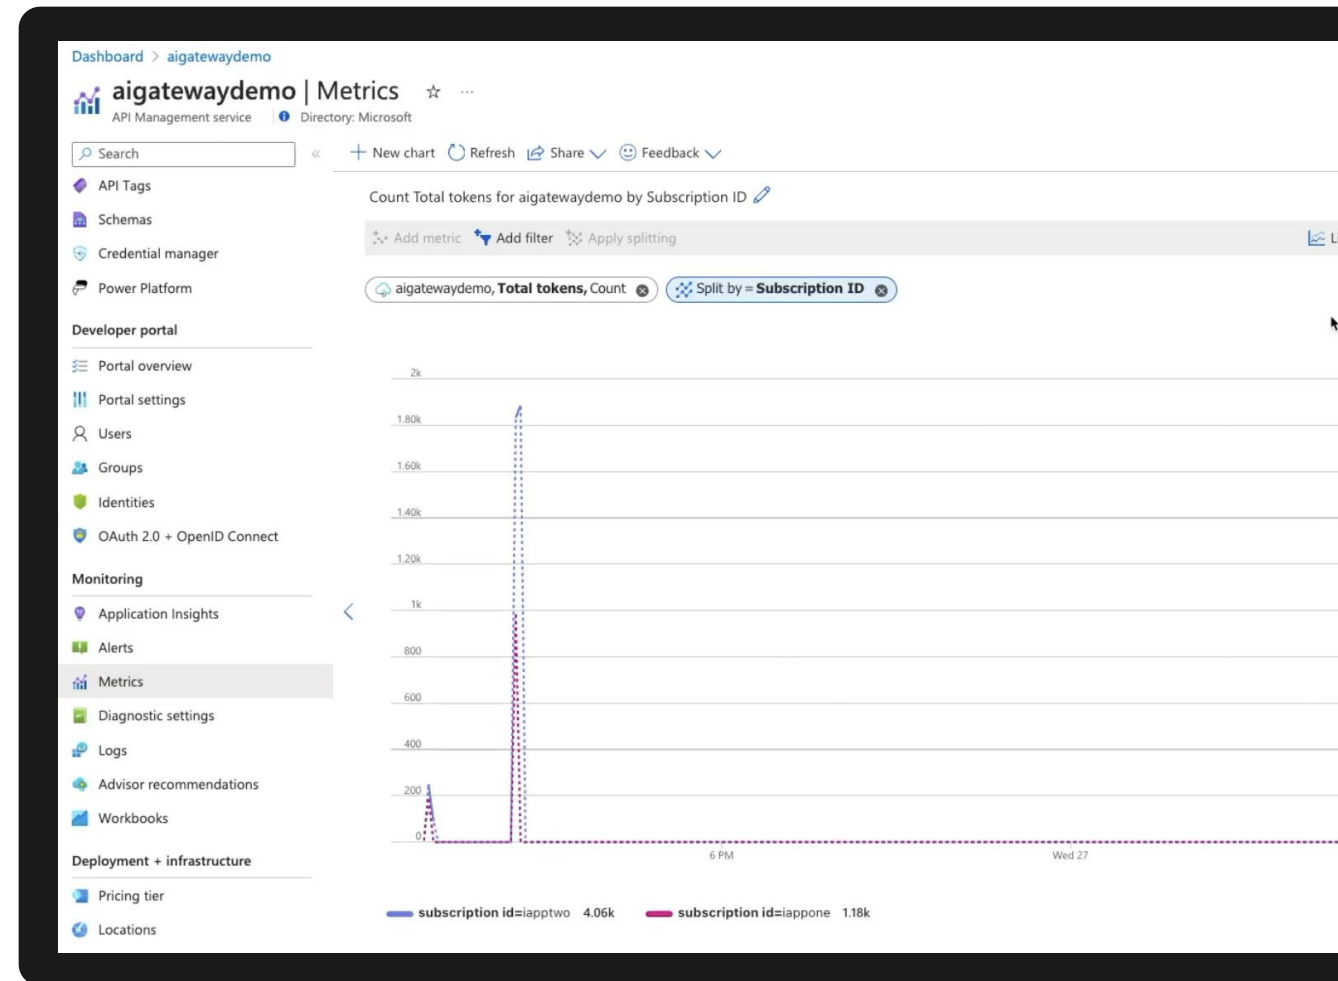 Dashboard > aigatewaydemo
aigatewaydemo | Metrics ☆ ...
API Management service Directory: Microsoft
Search «
API Tags
Schemas
Credential manager
Power Platform
Developer portal
Portal overview
Portal settings
Users
Groups
Identities
OAuth 2.0 + OpenID Connect
Monitoring
Application Insights
Alerts
Metrics
Diagnostic settings
Logs
Advisor recommendations
Workbooks
Deployment + infrastructure
Pricing tier
Locations
New chart Refresh Share Feedback
Count Total tokens for aigatewaydemo by Subscription ID
Add metric Add filter Apply splitting
aigatewaydemo, Total tokens, Count Split by = Subscription ID
2k
1.80k
1.60k
1.40k
1.20k
1k
800
600
400
200
0
6 PM Wed 27
subscription id=iapptwo 4.06k subscription id=iappone 1.18k